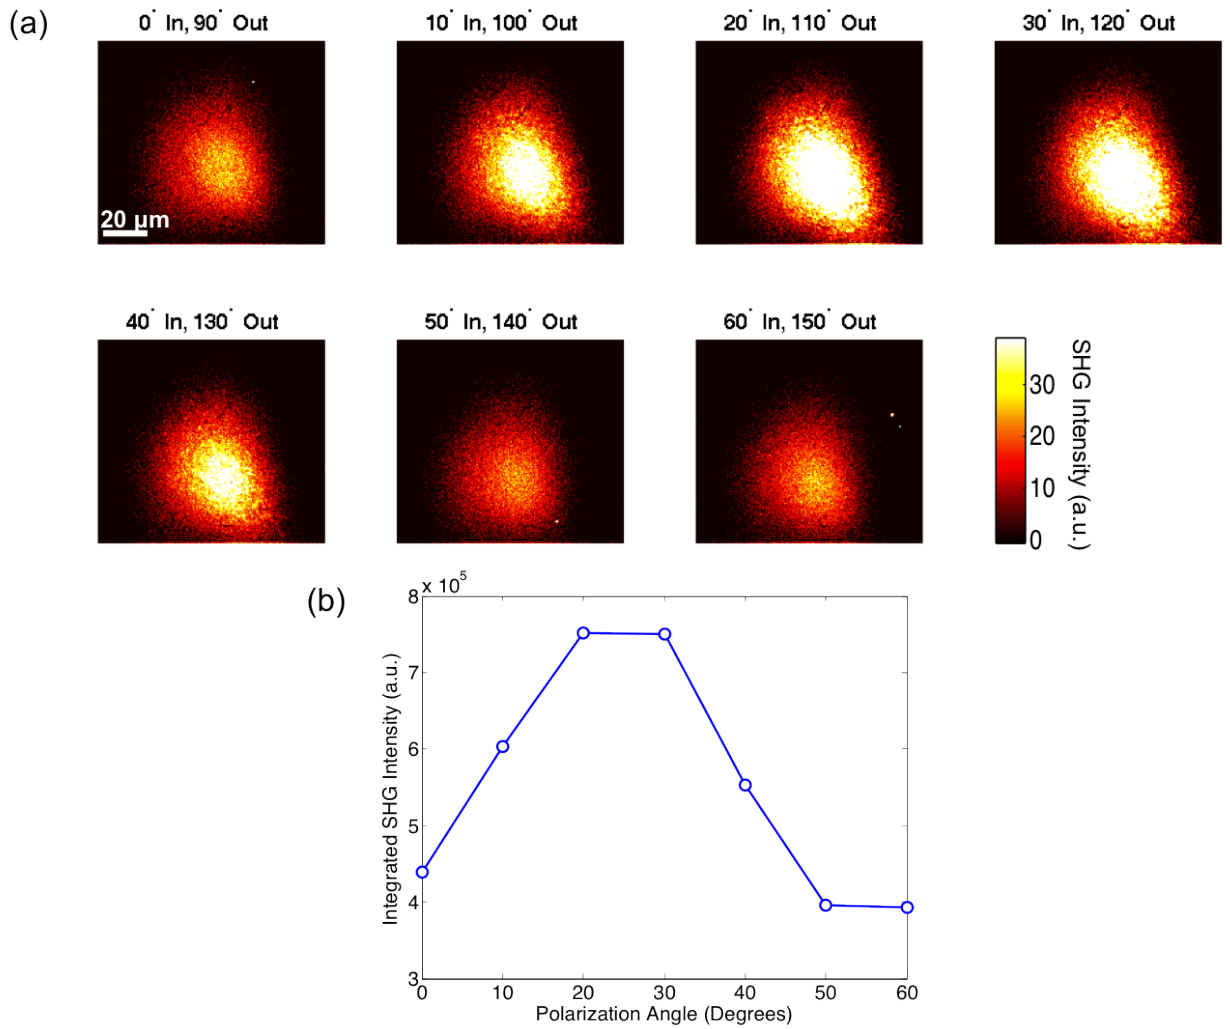 (a)
0° In, 90° Out
10° In, 100° Out
20° In, 110° Out
30° In, 120° Out
20 µm
40° In, 130° Out
50° In, 140° Out
60° In, 150° Out
30
20
10
0
SHG Intensity (a.u.)
(b)
x 10⁵
8
7
6
5
4
3
Integrated SHG Intensity (a.u.)
0 10 20 30 40 50 60
Polarization Angle (Degrees)